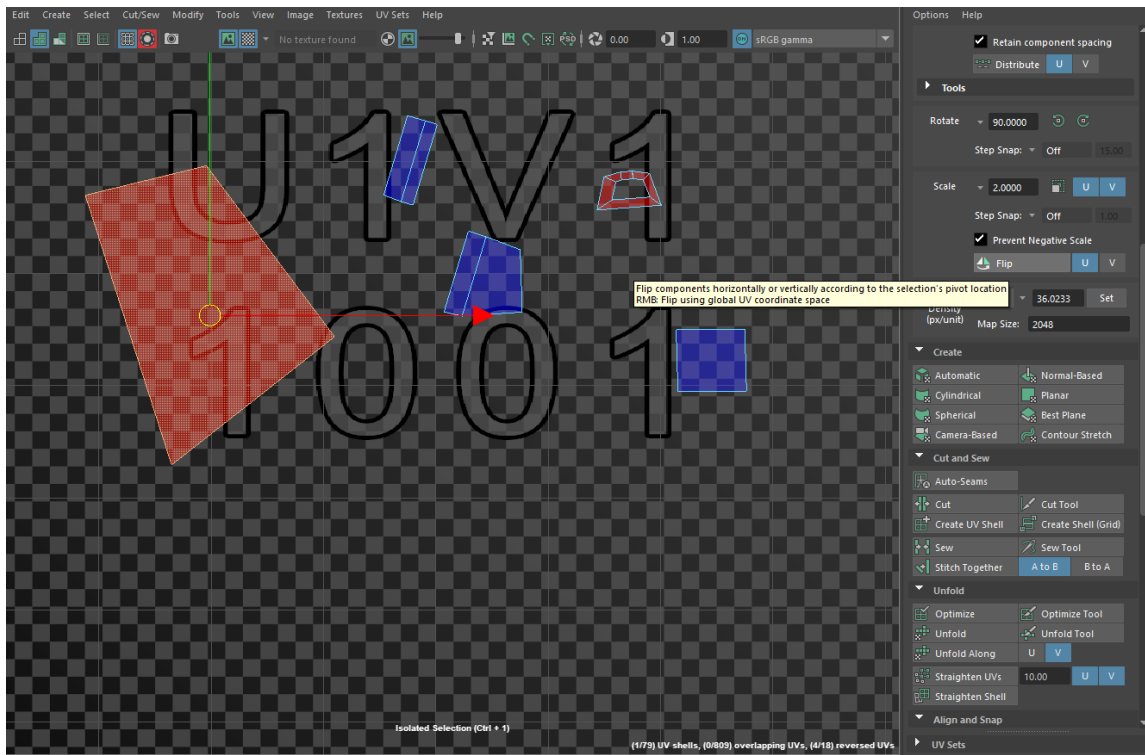 Edit Create Select Cut/Sew Modify Tools View Image Textures UV Sets Help
No texture found
0.00
1.00
sRGB gamma
U1V1
1001
Isolated Selection (Ctrl + 1)
(1/79) UV shells, (0/809) overlapping UVs, (4/18) reversed UVs
Options Help
Retain component spacing
Distribute U V
Tools
Rotate 90.0000
Step Snap: Off 15.00
Scale 2.0000 U V
Step Snap: Off 1.00
Prevent Negative Scale
Flip U V
Flip components horizontally or vertically according to the selection's pivot location
RMB: Flip using global UV coordinate space
36.0233 Set
Density
(px/unit) Map Size: 2048
Create
Automatic Normal-Based
Cylindrical Planar
Spherical Best Plane
Camera-Based Contour Stretch
Cut and Sew
Auto-Seams
Cut Cut Tool
Create UV Shell Create Shell (Grid)
Sew Sew Tool
Stitch Together A to B B to A
Unfold
Optimize Optimize Tool
Unfold Unfold Tool
Unfold Along U V
Straighten UVs 10.00 U V
Straighten Shell
Align and Snap
UV Sets